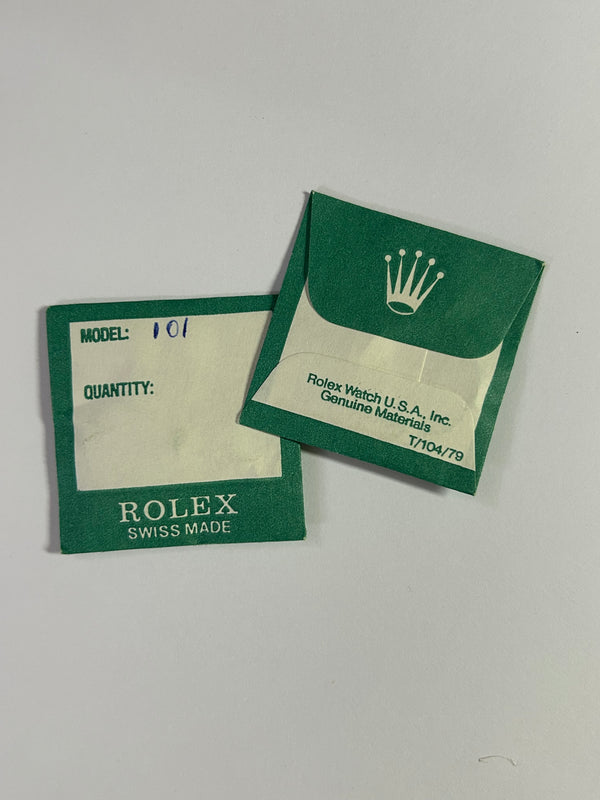 MODEL: 101
QUANTITY:
ROLEX
SWISS MADE
Rolex Watch U.S.A., Inc.
Genuine Materials
T/104/79